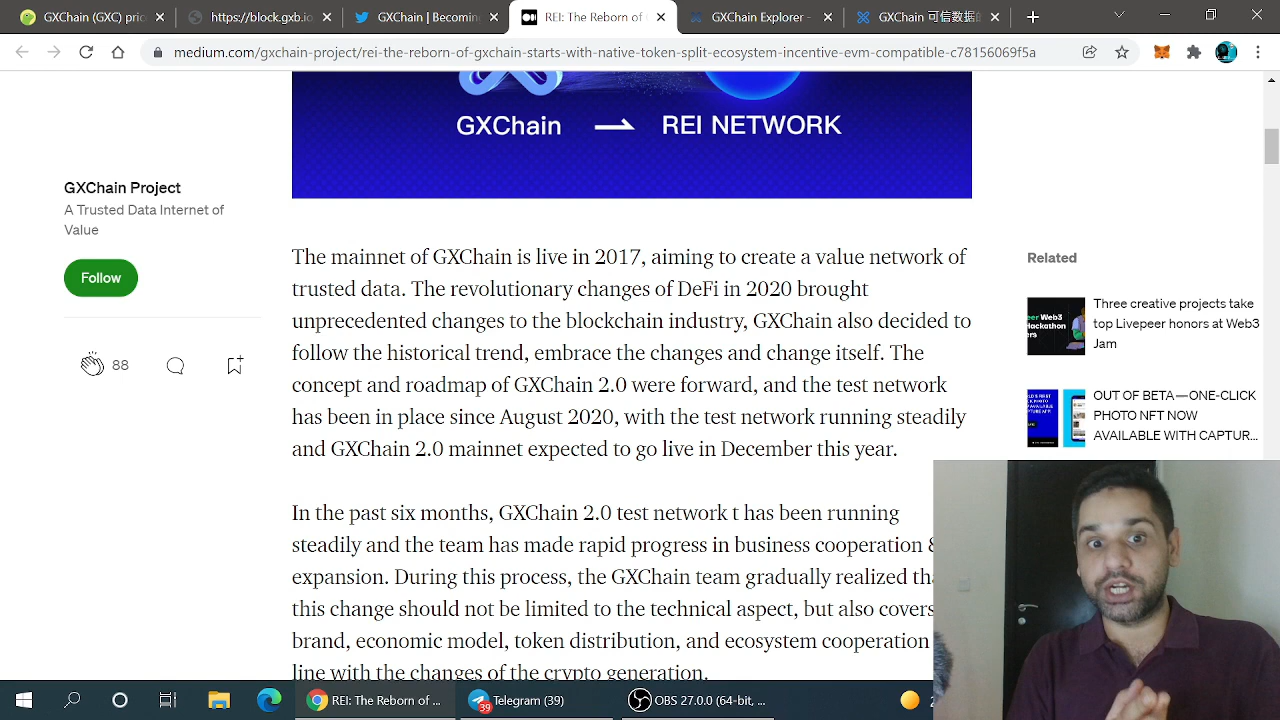 GXChain pro
https://block.io.
GXChain | Becomin
REI: The Reborn of
GXChain Explorer -
GXChain 可信数据
medium.com/gxchain-project/rei-the-reborn-of-gxchain-starts-with-native-token-split-ecosystem-incentive-evm-compatible-c78156069f5a
GXChain
REI NETWORK
GXChain Project
A Trusted Data Internet of
Value
Follow
88
The mainnet of GXChain is live in 2017, aiming to create a value network of
trusted data. The revolutionary changes of DeFi in 2020 brought
unprecedented changes to the blockchain industry, GXChain also decided to
follow the historical trend, embrace the changes and change itself. The
concept and roadmap of GXChain 2.0 were forward, and the test network
has been in place since August 2020, with the test network running steadily
and GXChain 2.0 mainnet expected to go live in December this year.
In the past six months, GXChain 2.0 test network t has been running
steadily and the team has made rapid progress in business cooperation &
expansion. During this process, the GXChain team gradually realized
this change should not be limited to the technical aspect, but also covers
brand, economic model, token distribution, and ecosystem cooperation
line with the changes of the crypto generation.
Related
Three creative projects take
top Livepeer honors at Web3
Jam
OUT OF BETA — ONE-CLICK
PHOTO NFT NOW
AVAILABLE WITH CAPTUR...
REI: The Reborn of ...
Telegram (39)
OBS 27.0.0 (64-bit, ...